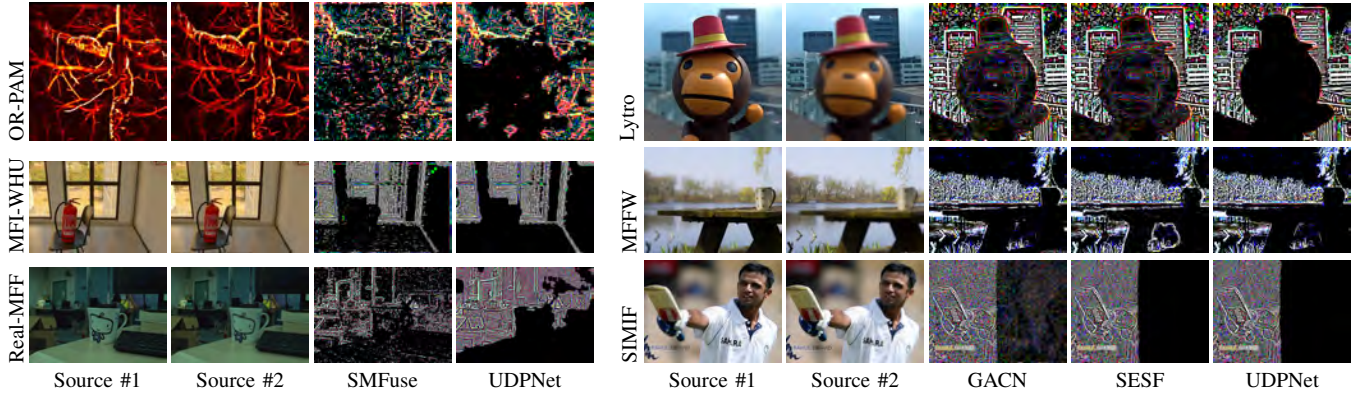 OR-PAM
MFI-WHU
Real-MFF
Source #1 Source #2 SMFuse UDPNet
Lytro
MFFW
SIMIF
Source #1 Source #2 GACN SESF UDPNet